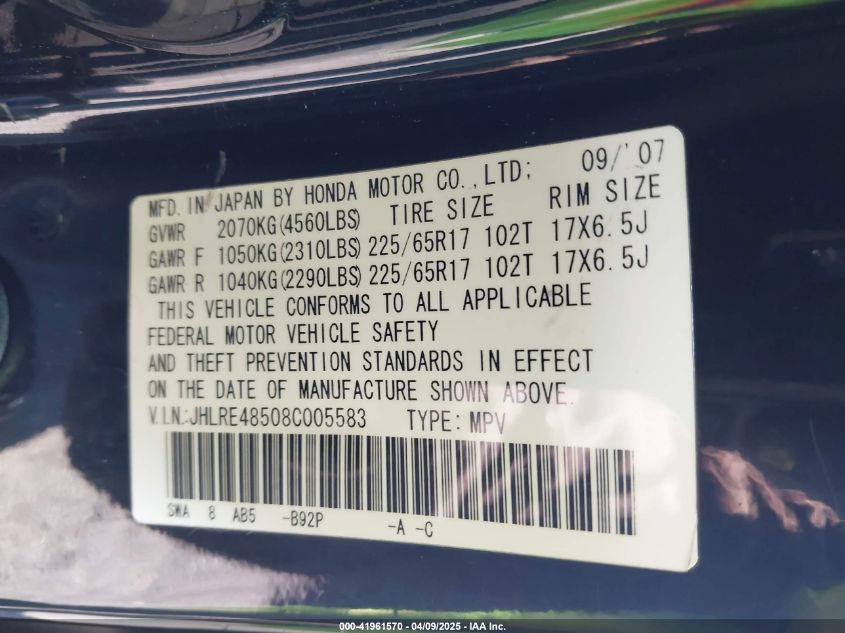 MFD. IN JAPAN BY HONDA MOTOR CO.,LTD; 09/'07
GVWR 2070KG(4560LBS) TIRE SIZE RIM SIZE
GAWR F 1050KG(2310LBS) 225/65R17 102T 17X6.5J
GAWR R 1040KG(2290LBS) 225/65R17 102T 17X6.5J
THIS VEHICLE CONFORMS TO ALL APPLICABLE
FEDERAL MOTOR VEHICLE SAFETY
AND THEFT PREVENTION STANDARDS IN EFFECT
ON THE DATE OF MANUFACTURE SHOWN ABOVE.
V.I.N.:JHLRE48508C005583 TYPE: MPV
SWA 8 AB5 -B92P -A -C
000-41961570 - 04/09/2025 - IAA Inc.